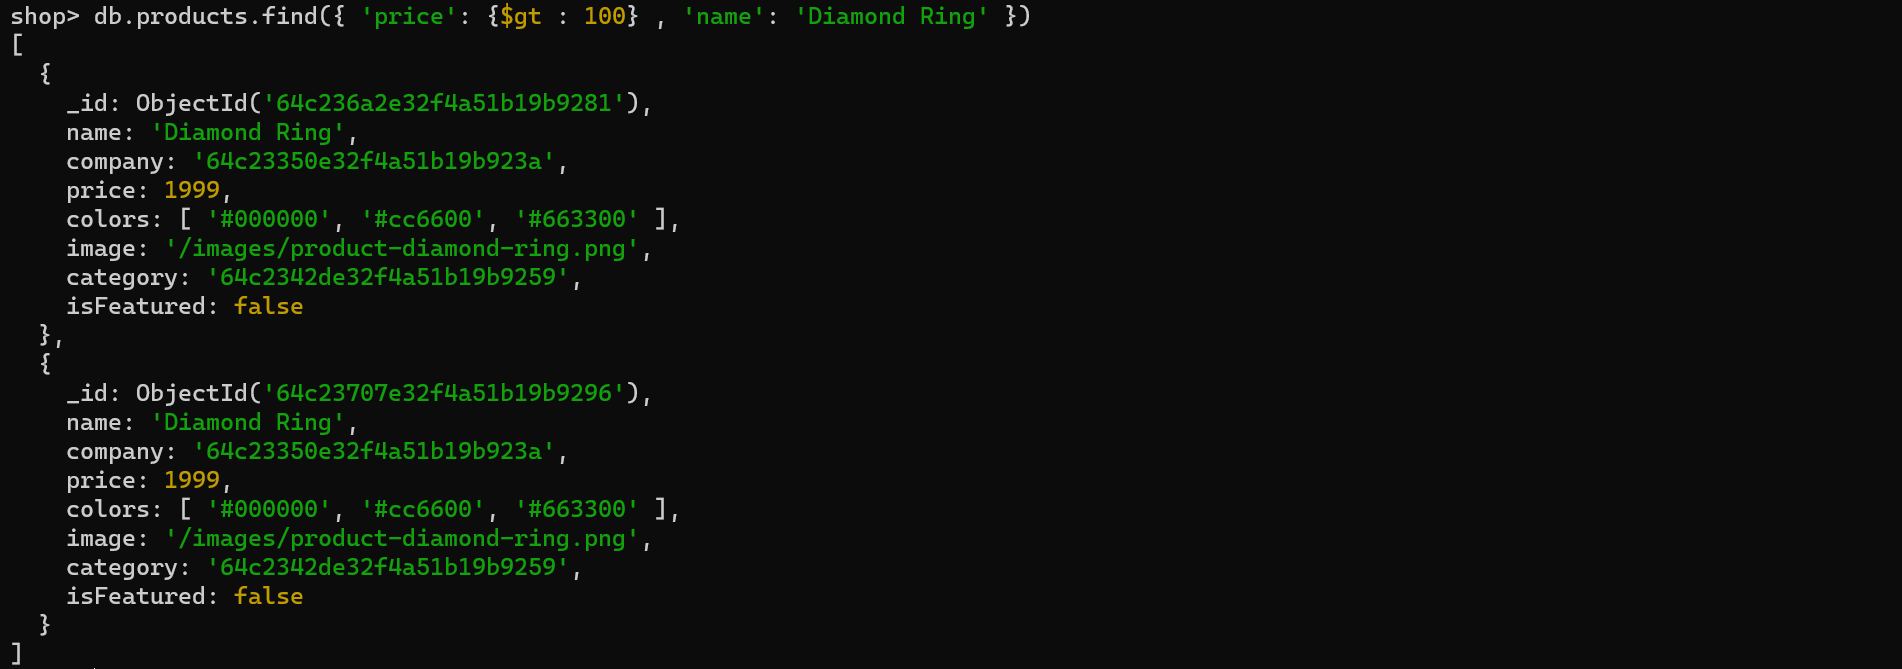 shop> db.products.find({ 'price': {$gt : 100} , 'name': 'Diamond Ring' })
[
  {
    _id: ObjectId('64c236a2e32f4a51b19b9281'),
    name: 'Diamond Ring',
    company: '64c23350e32f4a51b19b923a',
    price: 1999,
    colors: [ '#000000', '#cc6600', '#663300' ],
    image: '/images/product-diamond-ring.png',
    category: '64c2342de32f4a51b19b9259',
    isFeatured: false
  },
  {
    _id: ObjectId('64c23707e32f4a51b19b9296'),
    name: 'Diamond Ring',
    company: '64c23350e32f4a51b19b923a',
    price: 1999,
    colors: [ '#000000', '#cc6600', '#663300' ],
    image: '/images/product-diamond-ring.png',
    category: '64c2342de32f4a51b19b9259',
    isFeatured: false
  }
]